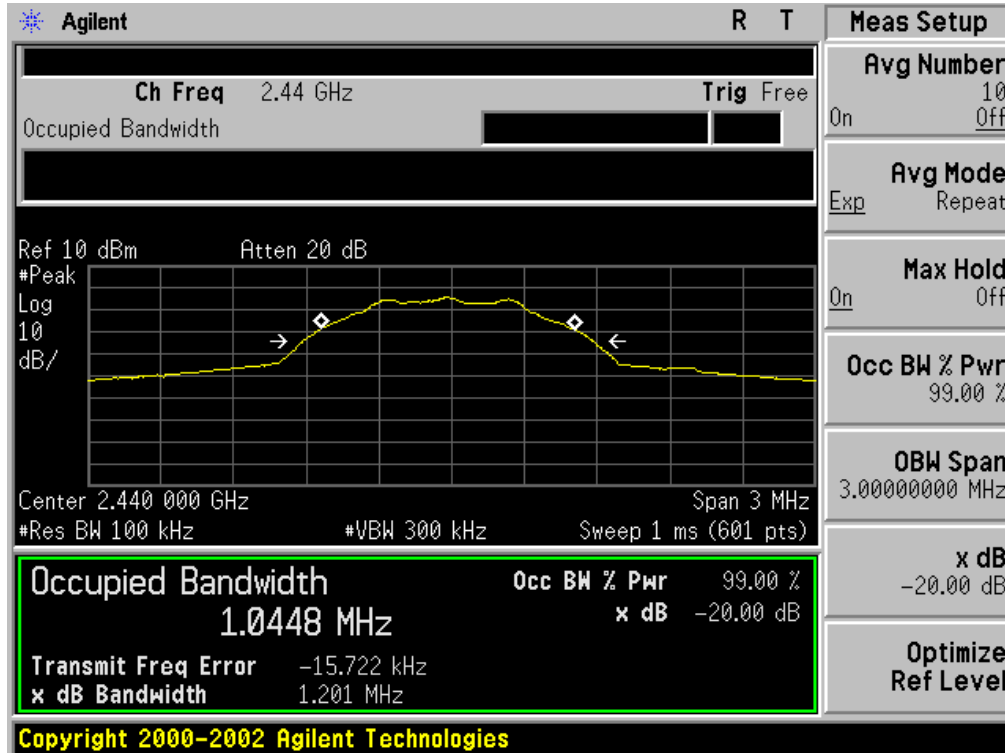 Agilent R T
Ch Freq 2.44 GHz Trig Free
Occupied Bandwidth
Ref 10 dBm Atten 20 dB
#Peak
Log
10
dB/
Center 2.440 000 GHz Span 3 MHz
#Res BW 100 kHz #VBW 300 kHz Sweep 1 ms (601 pts)
Occupied Bandwidth Occ BW % Pwr 99.00 %
1.0448 MHz x dB -20.00 dB
Transmit Freq Error -15.722 kHz
x dB Bandwidth 1.201 MHz
Copyright 2000-2002 Agilent Technologies
Meas Setup
Avg Number
10
On Off
Avg Mode
Exp Repeat
Max Hold
On Off
Occ BW % Pwr
99.00 %
OBW Span
3.00000000 MHz
x dB
-20.00 dB
Optimize
Ref Level